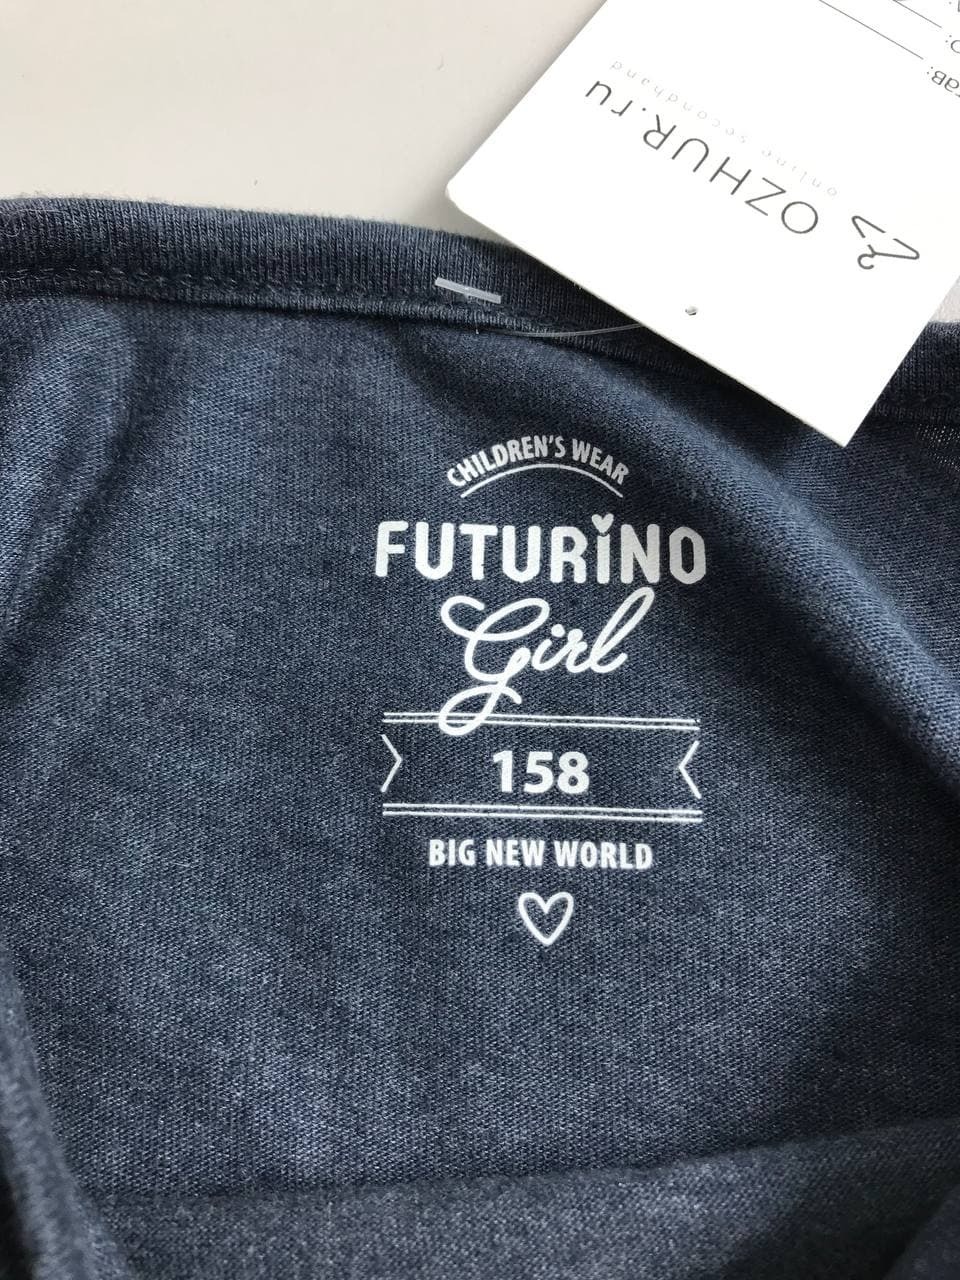 CHILDREN'S WEAR
FUTURiNO
Girl
158
BIG NEW WORLD
OZHUR.ru
online secondhand